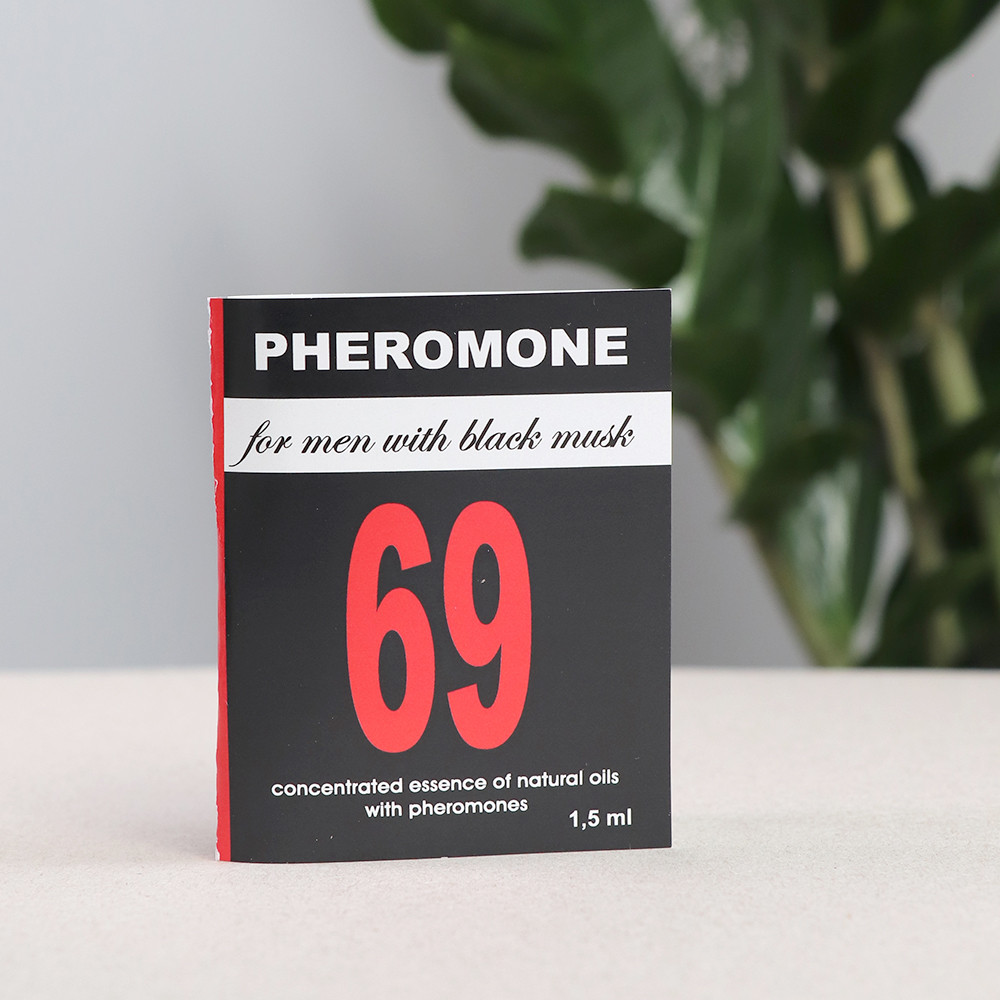 PHEROMONE
for men with black musk
69
concentrated essence of natural oils
with pheromones
1,5 ml